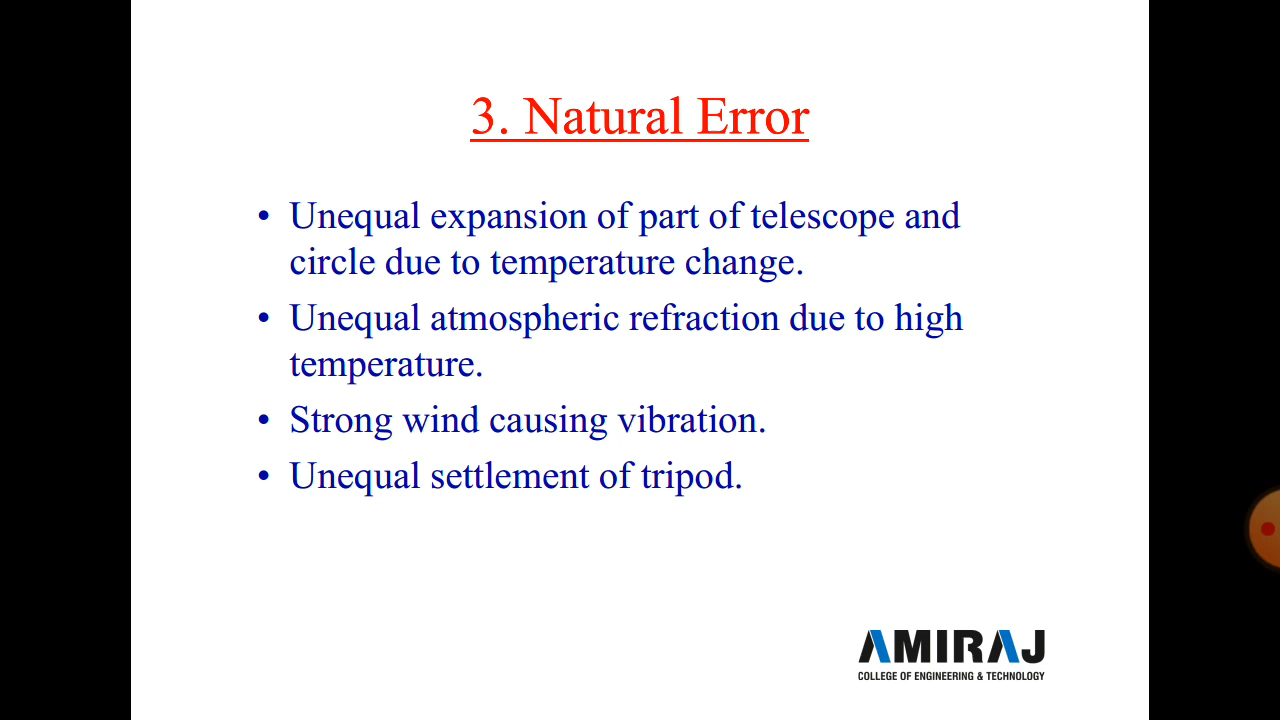 3. Natural Error
• Unequal expansion of part of telescope and
circle due to temperature change.
• Unequal atmospheric refraction due to high
temperature.
• Strong wind causing vibration.
• Unequal settlement of tripod.
AMIRAJ
COLLEGE OF ENGINEERING & TECHNOLOGY